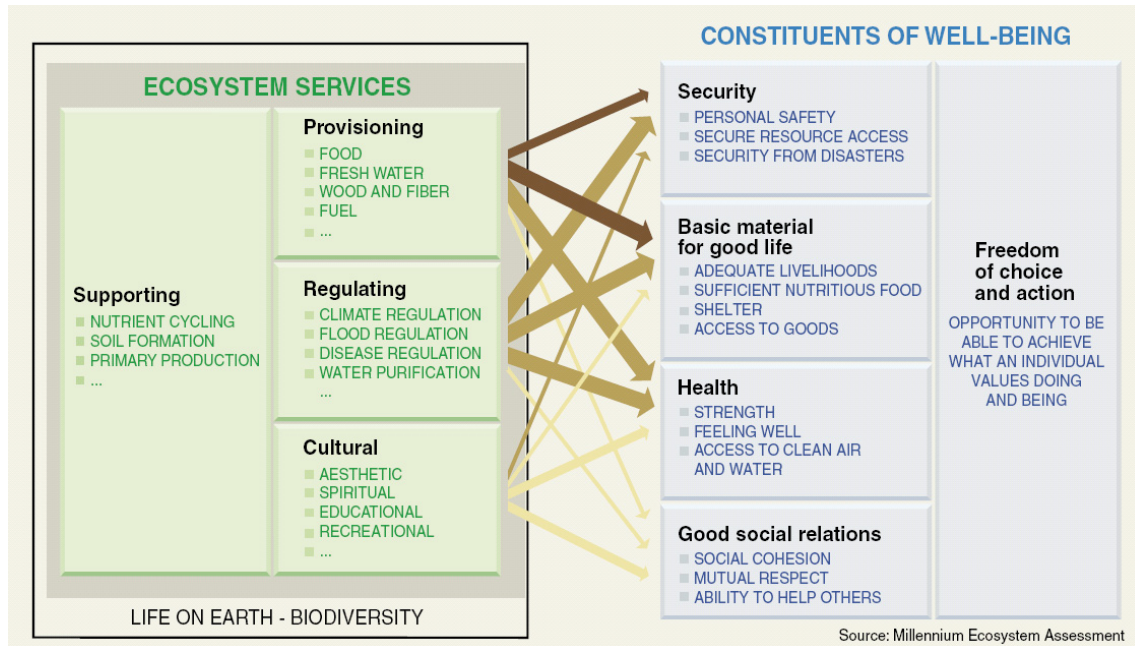 CONSTITUENTS OF WELL-BEING
ECOSYSTEM SERVICES
Supporting
NUTRIENT CYCLING
SOIL FORMATION
PRIMARY PRODUCTION
...
Provisioning
FOOD
FRESH WATER
WOOD AND FIBER
FUEL
...
Regulating
CLIMATE REGULATION
FLOOD REGULATION
DISEASE REGULATION
WATER PURIFICATION
...
Cultural
AESTHETIC
SPIRITUAL
EDUCATIONAL
RECREATIONAL
...
LIFE ON EARTH - BIODIVERSITY
Security
PERSONAL SAFETY
SECURE RESOURCE ACCESS
SECURITY FROM DISASTERS
Basic material
for good life
ADEQUATE LIVELIHOODS
SUFFICIENT NUTRITIOUS FOOD
SHELTER
ACCESS TO GOODS
Health
STRENGTH
FEELING WELL
ACCESS TO CLEAN AIR
AND WATER
Good social relations
SOCIAL COHESION
MUTUAL RESPECT
ABILITY TO HELP OTHERS
Freedom
of choice
and action
OPPORTUNITY TO BE
ABLE TO ACHIEVE
WHAT AN INDIVIDUAL
VALUES DOING
AND BEING
Source: Millennium Ecosystem Assessment